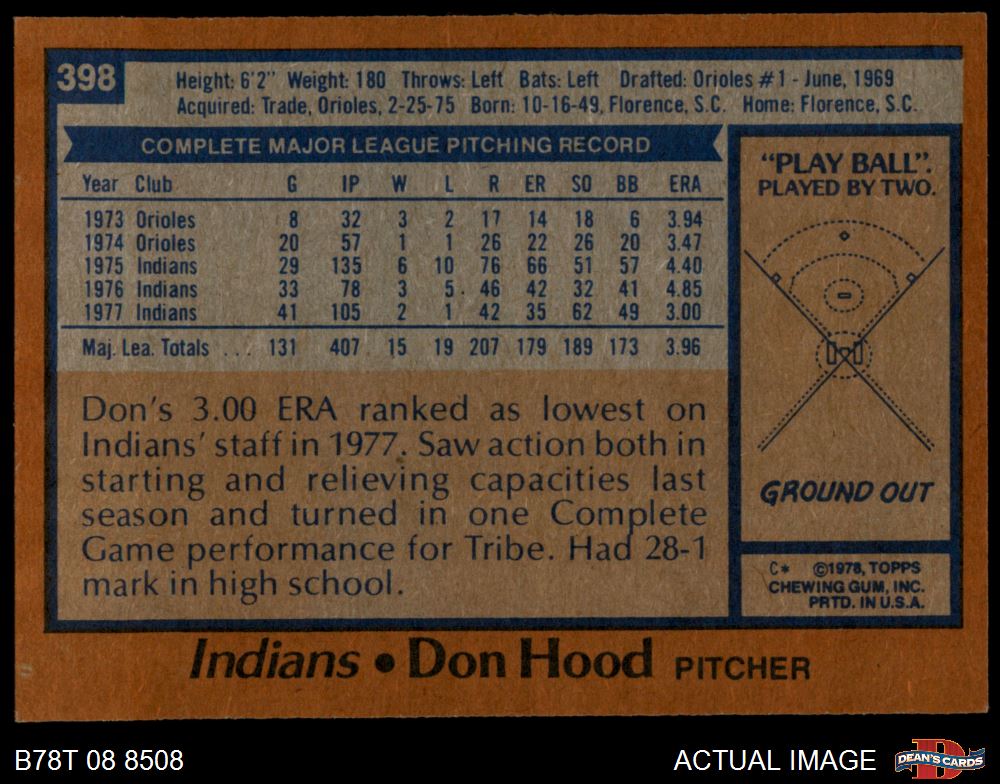 398
Height: 6'2" Weight: 180 Throws: Left Bats: Left Drafted: Orioles #1 - June, 1969
Acquired: Trade, Orioles, 2-25-75 Born: 10-16-49, Florence, S.C. Home: Florence, S.C.
COMPLETE MAJOR LEAGUE PITCHING RECORD
Year Club G IP W L R ER SO BB ERA
1973 Orioles 8 32 3 2 17 14 18 6 3.94
1974 Orioles 20 57 1 1 26 22 26 20 3.47
1975 Indians 29 135 6 10 76 66 51 57 4.40
1976 Indians 33 78 3 5 46 42 32 41 4.85
1977 Indians 41 105 2 1 42 35 62 49 3.00
Maj. Lea. Totals ... 131 407 15 19 207 179 189 173 3.96
Don's 3.00 ERA ranked as lowest on
Indians' staff in 1977. Saw action both in
starting and relieving capacities last
season and turned in one Complete
Game performance for Tribe. Had 28-1
mark in high school.
"PLAY BALL".
PLAYED BY TWO.
GROUND OUT
C* ©1978, TOPPS
CHEWING GUM, INC.
PRTD. IN U.S.A.
Indians • Don Hood PITCHER
B78T 08 8508
ACTUAL IMAGE
D
DEAN'S CARDS